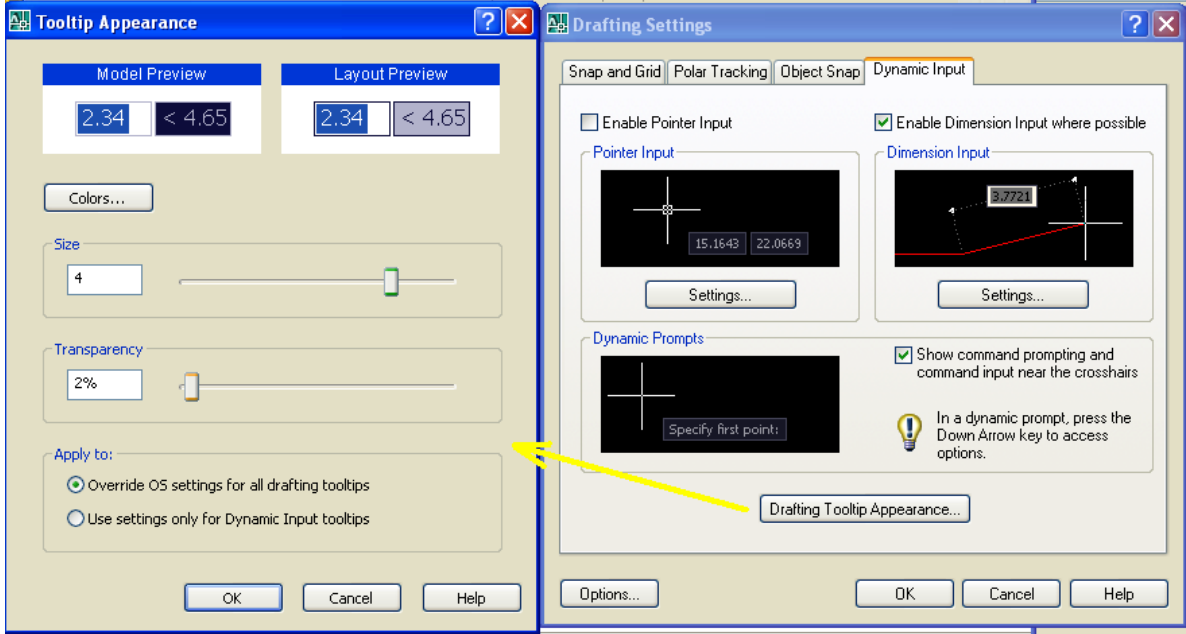 Tooltip Appearance
Model Preview
Layout Preview
2.34 < 4.65
2.34 < 4.65
Colors...
Size
4
Transparency
2%
Apply to:
Override OS settings for all drafting tooltips
Use settings only for Dynamic Input tooltips
OK Cancel Help
Drafting Settings
Snap and Grid Polar Tracking Object Snap Dynamic Input
Enable Pointer Input
Enable Dimension Input where possible
Pointer Input
15.1643 22.0669
Settings...
Dimension Input
3.7721
Settings...
Dynamic Prompts
Specify first point:
Show command prompting and
command input near the crosshairs
In a dynamic prompt, press the
Down Arrow key to access
options.
Drafting Tooltip Appearance...
Options... OK Cancel Help